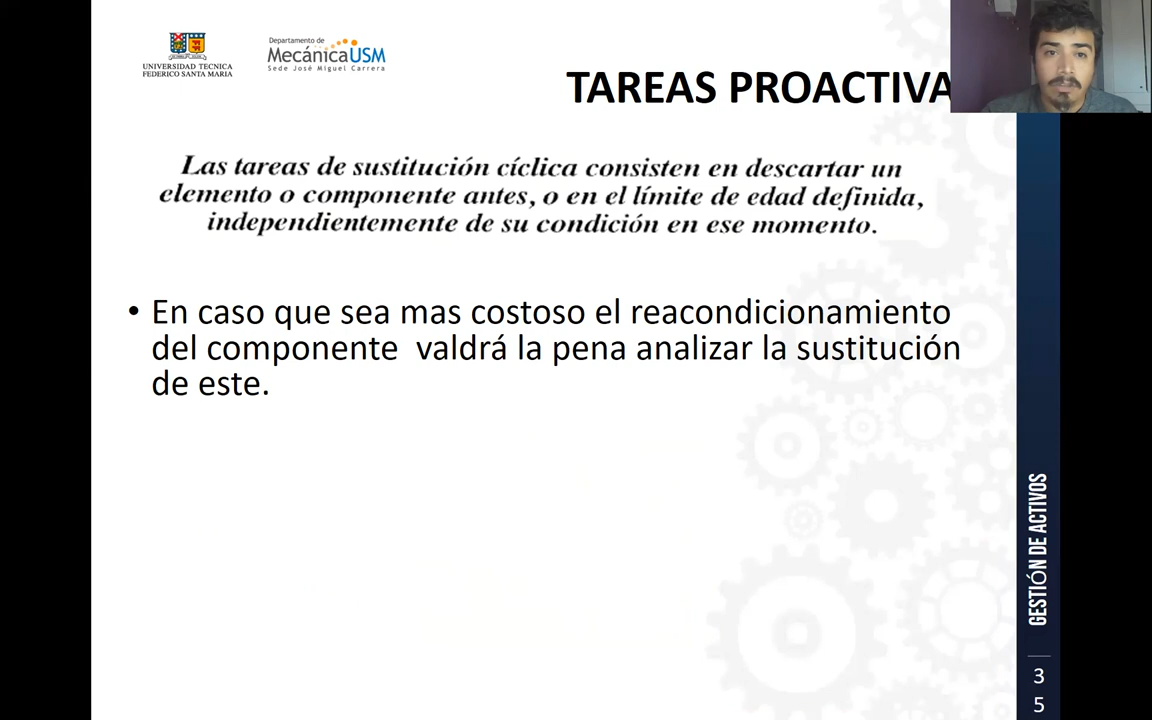 UNIVERSIDAD TECNICA
FEDERICO SANTA MARIA
Departamento de
MecánicaUSM
Sede José Miguel Carrera
TAREAS PROACTIVA
Las tareas de sustitución cíclica consisten en descartar un
elemento o componente antes, o en el límite de edad definida,
independientemente de su condición en ese momento.
• En caso que sea mas costoso el reacondicionamiento
del componente valdrá la pena analizar la sustitución
de este.
GESTIÓN DE ACTIVOS
3
5